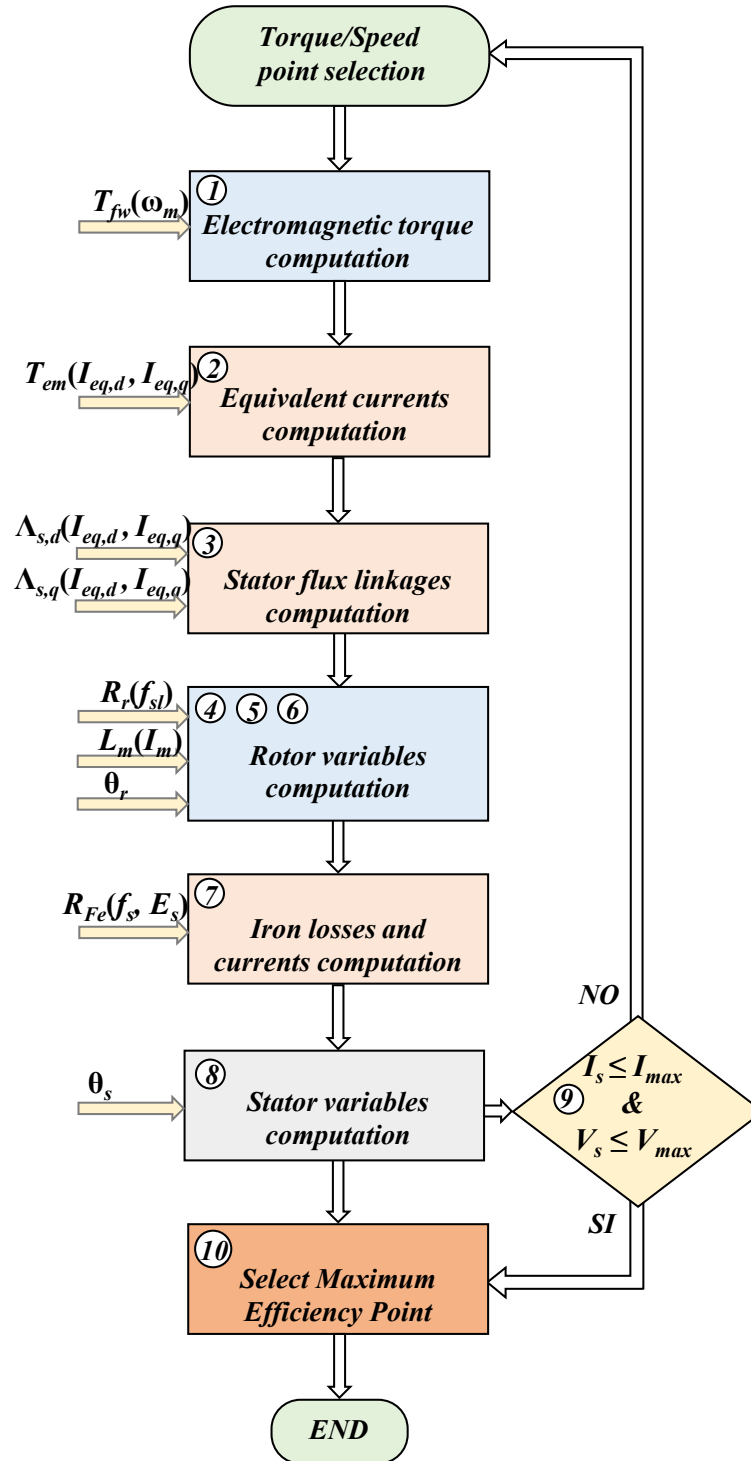 Torque/Speed
point selection
1
T_fw(ω_m)
Electromagnetic torque
computation
2
T_em(I_eq,d , I_eq,q)
Equivalent currents
computation
Λ_s,d(I_eq,d , I_eq,q)
3
Λ_s,q(I_eq,d , I_eq,q)
Stator flux linkages
computation
R_r(f_sl)
4 5 6
L_m(I_m)
Rotor variables
computation
θ_r
7
R_Fe(f_s, E_s)
Iron losses and
currents computation
NO
8
θ_s
Stator variables
computation
I_s ≤ I_max
9 &
V_s ≤ V_max
SI
10
Select Maximum
Efficiency Point
END